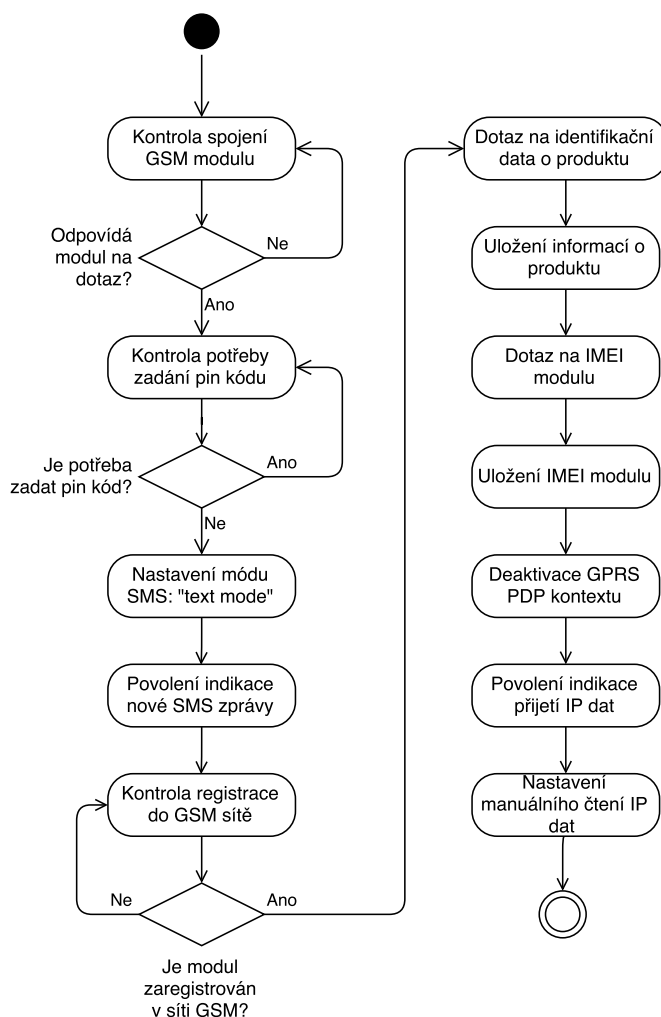 Kontrola spojení
GSM modulu
Odpovídá
modul na
dotaz?
Ne
Ano
Kontrola potřeby
zadání pin kódu
Je potřeba
zadat pin kód?
Ano
Ne
Nastavení módu
SMS: "text mode"
Povolení indikace
nové SMS zprávy
Kontrola registrace
do GSM sítě
Ne
Ano
Je modul
zaregistrován
v síti GSM?
Dotaz na identifikační
data o produktu
Uložení informací o
produktu
Dotaz na IMEI
modulu
Uložení IMEI modulu
Deaktivace GPRS
PDP kontextu
Povolení indikace
přijetí IP dat
Nastavení
manuálního čtení IP
dat